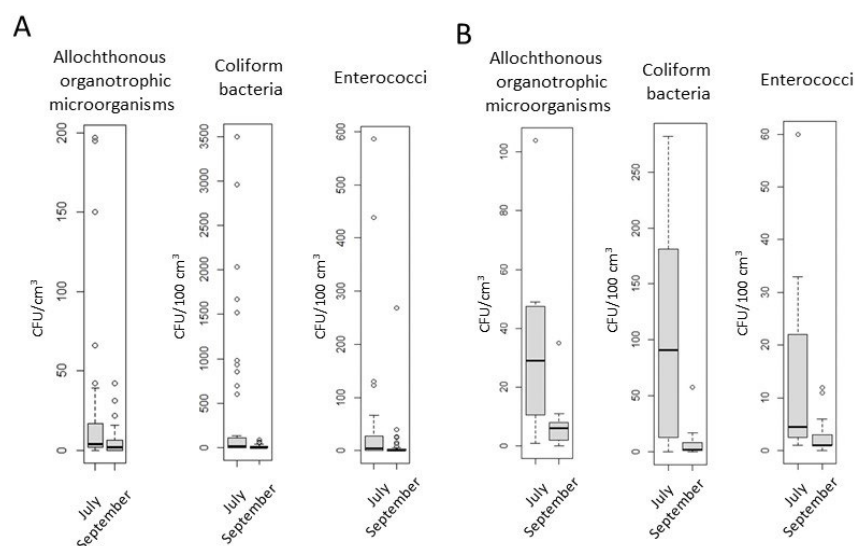 A
Allochthonous
organotrophic
microorganisms
Coliform
bacteria
Enterococi
CFU/cm³
0
50
100
150
200
July
September
CFU/100 cm³
0
500
1000
1500
2000
2500
3000
3500
July
September
CFU/100 cm³
0
100
200
300
400
500
600
July
September
B
Allochthonous
organotrophic
microorganisms
Coliform
bacteria
Enterococci
CFU/cm³
0
20
40
60
80
100
July
September
CFU/100 cm³
0
50
100
150
200
250
July
September
CFU/100 cm³
0
10
20
30
40
50
60
July
September